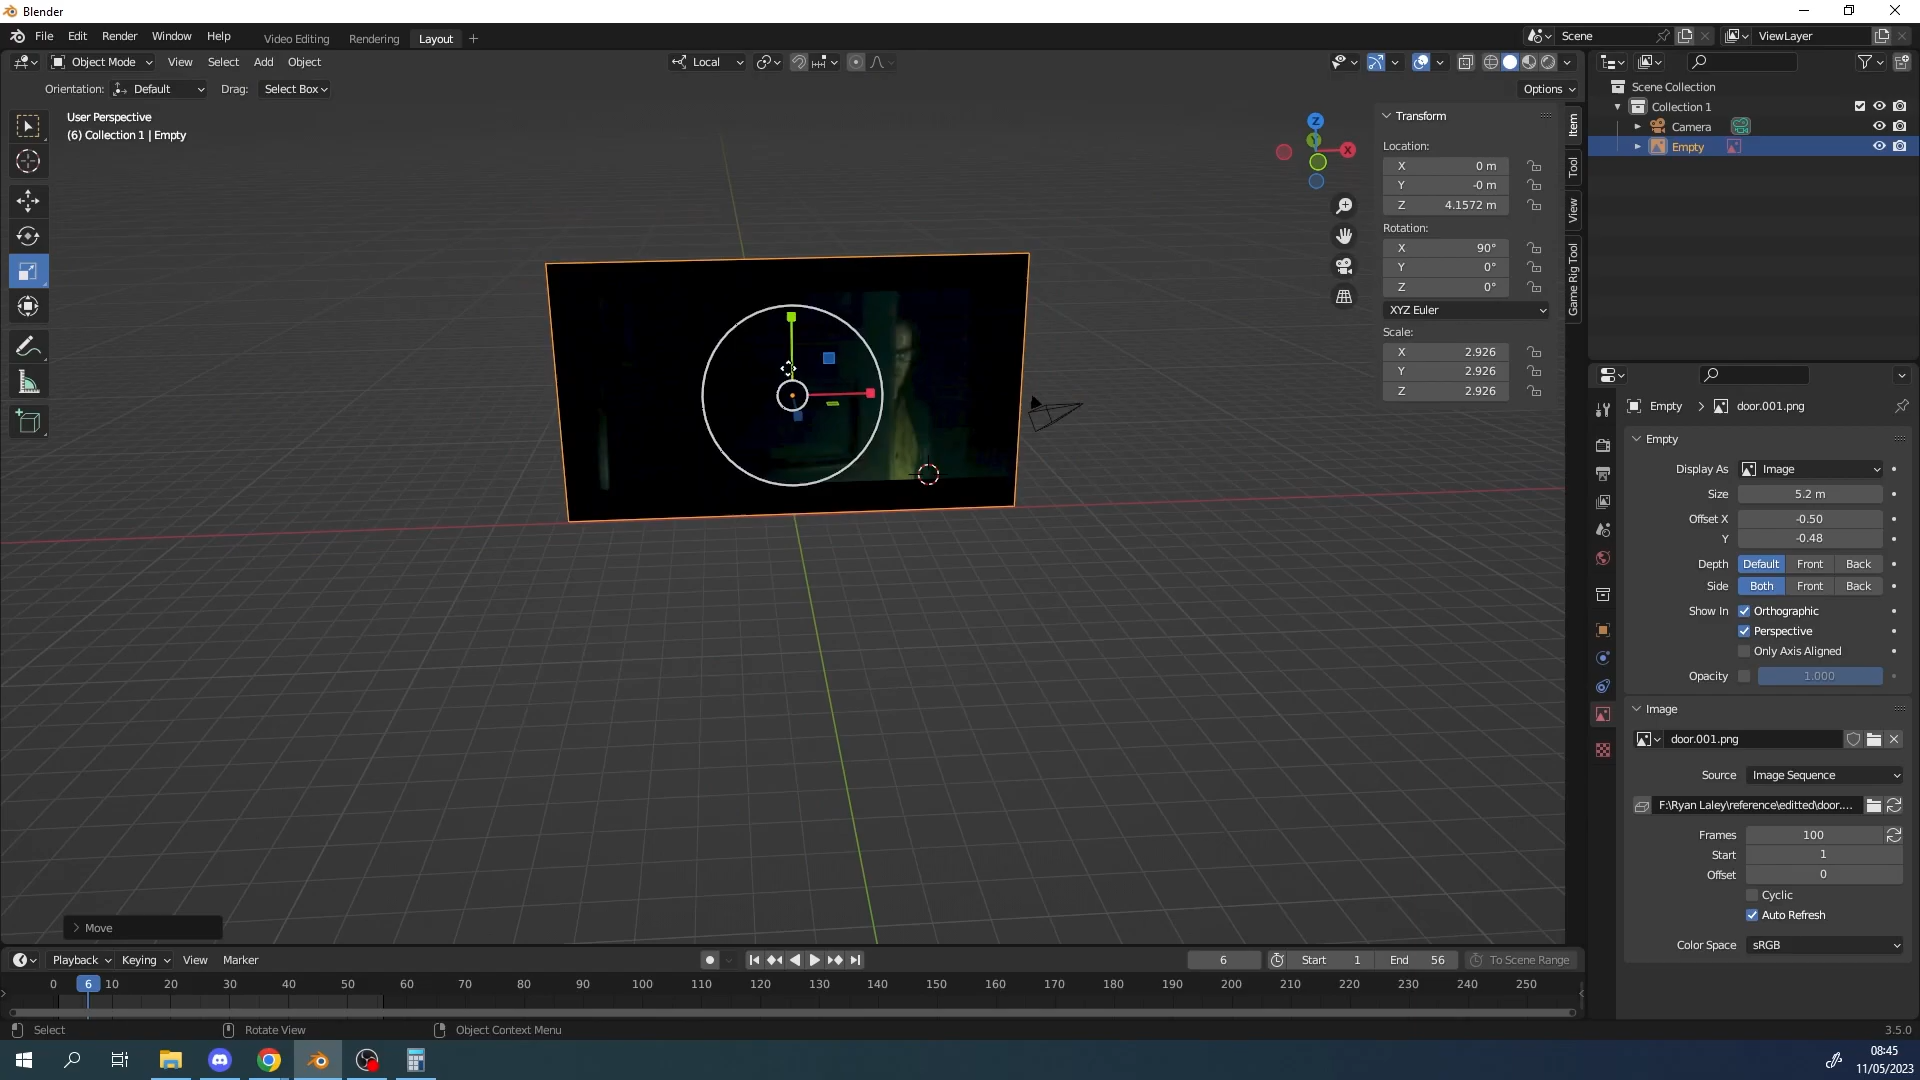 Blender
File Edit Render Window Help Video Editing Rendering Layout + Scene ViewLayer
Object Mode View Select Add Object Local
Orientation: Default Drag: Select Box Options
User Perspective
(6) Collection 1 | Empty
Z
X
Transform
Location:
X 0 m
Y -0 m
Z 4.1572 m
Rotation:
X 90°
Y 0°
Z 0°
XYZ Euler
Scale:
X 2.926
Y 2.926
Z 2.926
Item
Tool
View
Game Rig Tool
Scene Collection
Collection 1
Camera
Empty
Empty > door.001.png
Empty
Display As Image
Size 5.2 m
Offset X -0.50
Y -0.48
Depth Default Front Back
Side Both Front Back
Show In Orthographic
Perspective
Only Axis Aligned
Opacity 1.000
Image
door.001.png
Source Image Sequence
F:\Ryan Laley\reference\editted\door....
Frames 100
Start 1
Offset 0
Cyclic
Auto Refresh
Color Space sRGB
Move
Playback Keying View Marker 6 Start 1 End 56 To Scene Range
0 6 10 20 30 40 50 60 70 80 90 100 110 120 130 140 150 160 170 180 190 200 210 220 230 240 250
Select Rotate View Object Context Menu 3.5.0
08:45
11/05/2023